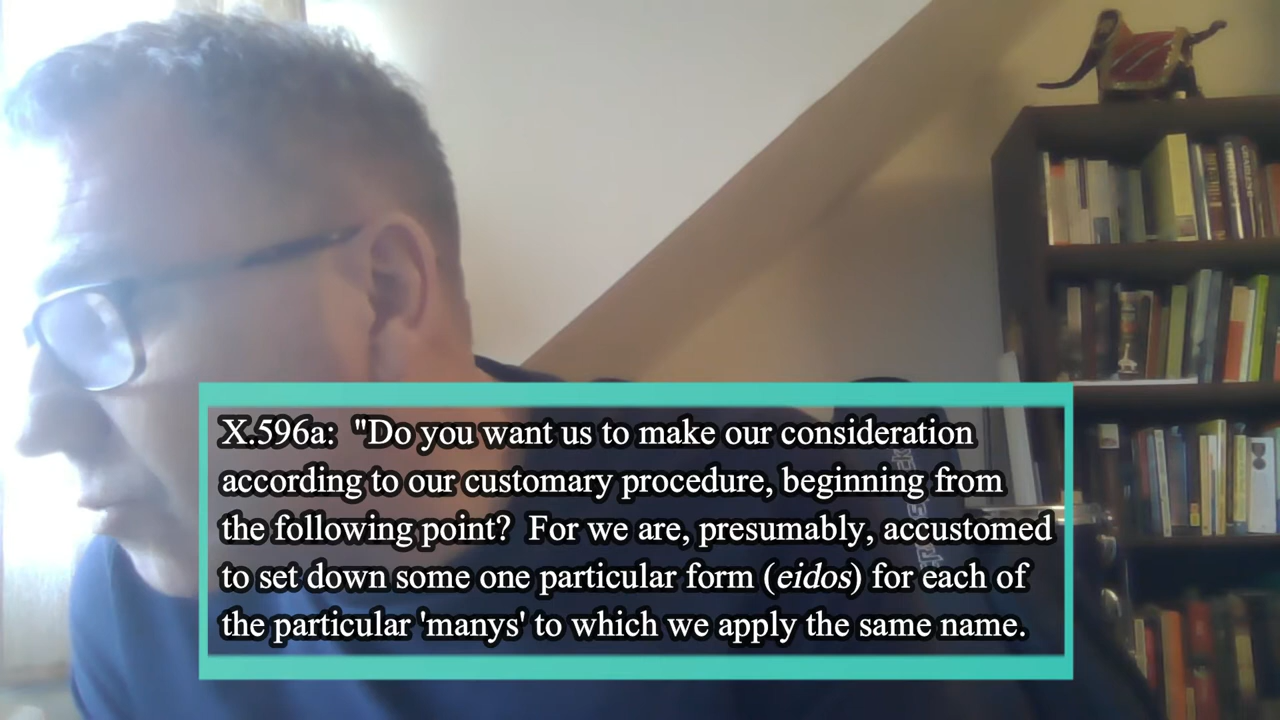 X.596a:  "Do you want us to make our consideration
according to our customary procedure, beginning from
the following point?  For we are, presumably, accustomed
to set down some one particular form (eidos) for each of
the particular 'manys' to which we apply the same name.